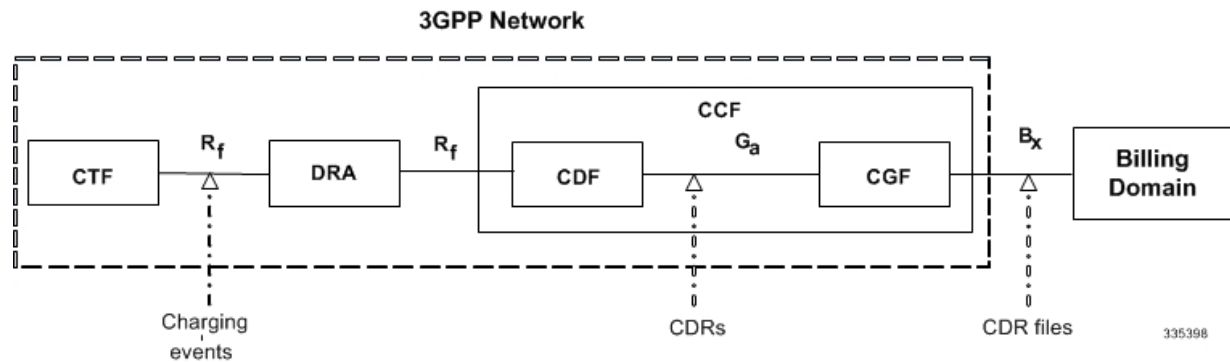 3GPP Network
CCF
Rf
Rf
Ga
Bx
CTF
DRA
CDF
CGF
Billing
Domain
Charging
events
CDRs
CDR files
335398